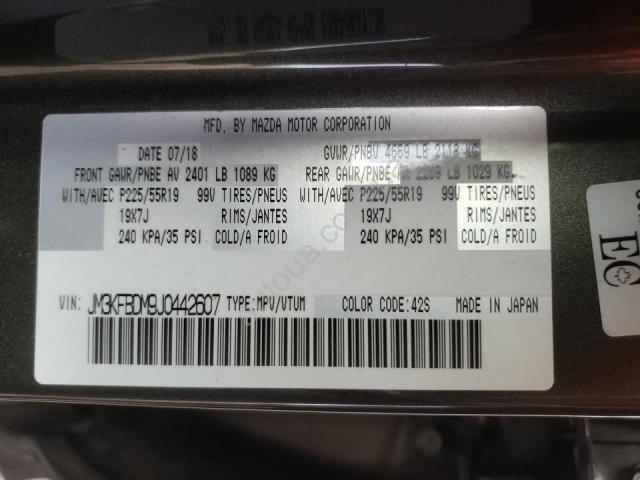 MFD. BY MAZDA MOTOR CORPORATION
DATE 07/18 GVWR/PNBV 4669 LB 2118 KG
FRONT GAWR/PNBE AV 2401 LB 1089 KG REAR GAWR/PNBE AR 2269 LB 1029 KG
WITH/AVEC P225/55R19 99V TIRES/PNEUS WITH/AVEC P225/55R19 99V TIRES/PNEUS
19X7J RIMS/JANTES 19X7J RIMS/JANTES
240 KPA/35 PSI COLD/A FROID 240 KPA/35 PSI COLD/A FROID
VIN: JM3KFBDM9J0442607 TYPE:MPV/VTUM COLOR CODE:42S MADE IN JAPAN
EC